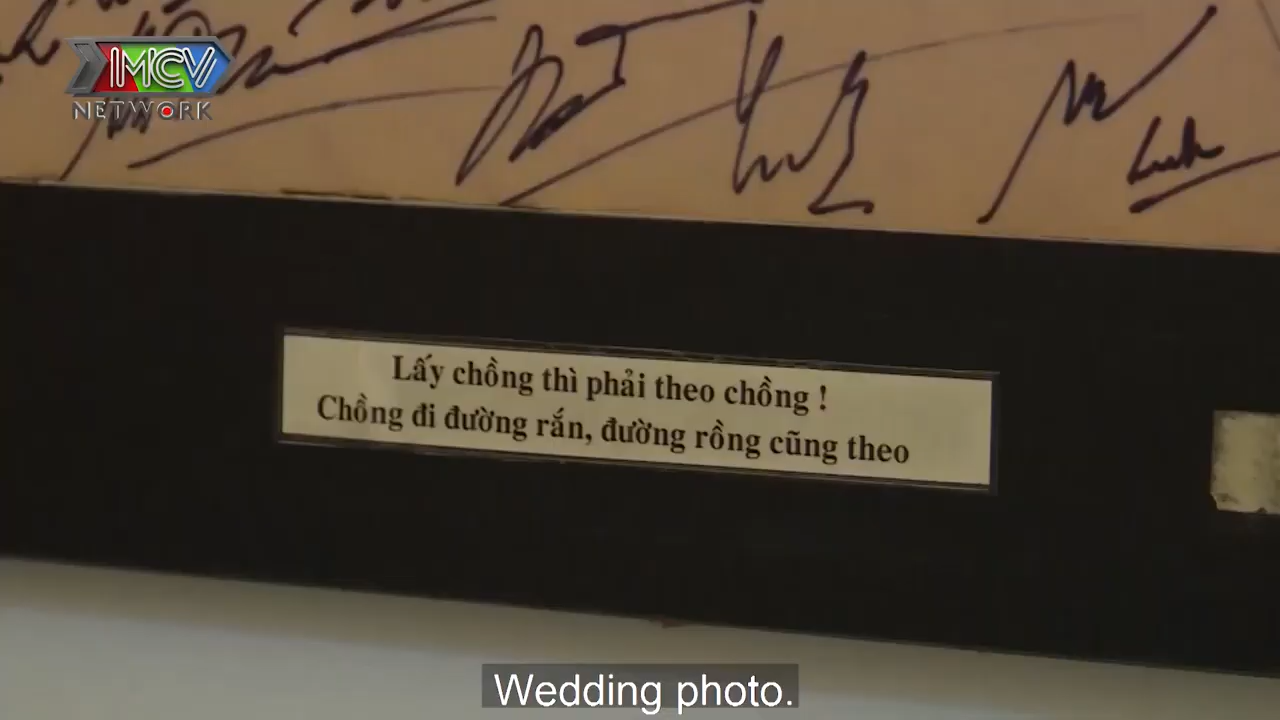 MCV
NETWORK
Lấy chồng thì phải theo chồng !
Chồng đi đường rắn, đường rồng cũng theo
Wedding photo.